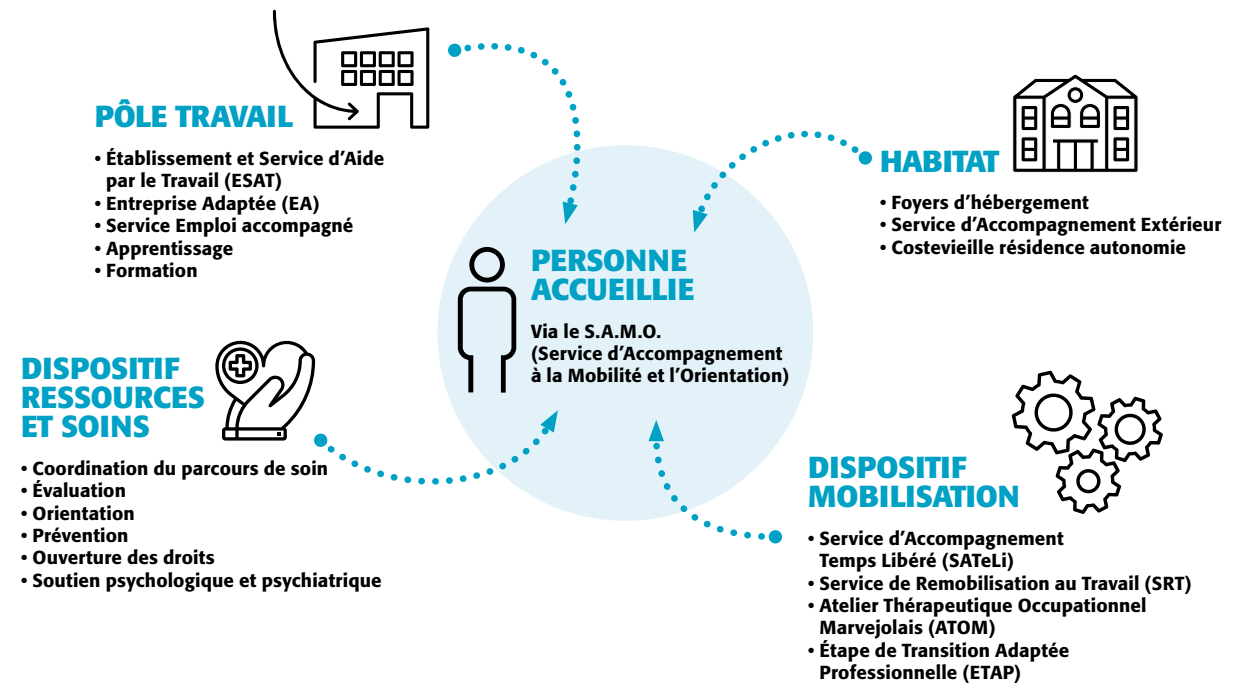 PÔLE TRAVAIL
• Établissement et Service d’Aide
par le Travail (ESAT)
• Entreprise Adaptée (EA)
• Service Emploi accompagné
• Apprentissage
• Formation
HABITAT
• Foyers d’hébergement
• Service d’Accompagnement Extérieur
• Costevieille résidence autonomie
PERSONNE
ACCUEILLIE
Via le S.A.M.O.
(Service d’Accompagnement
à la Mobilité et l’Orientation)
DISPOSITIF
RESSOURCES
ET SOINS
• Coordination du parcours de soin
• Évaluation
• Orientation
• Prévention
• Ouverture des droits
• Soutien psychologique et psychiatrique
DISPOSITIF
MOBILISATION
• Service d’Accompagnement
Temps Libéré (SATeLi)
• Service de Remobilisation au Travail (SRT)
• Atelier Thérapeutique Occupationnel
Marvejolais (ATOM)
• Étape de Transition Adaptée
Professionnelle (ETAP)